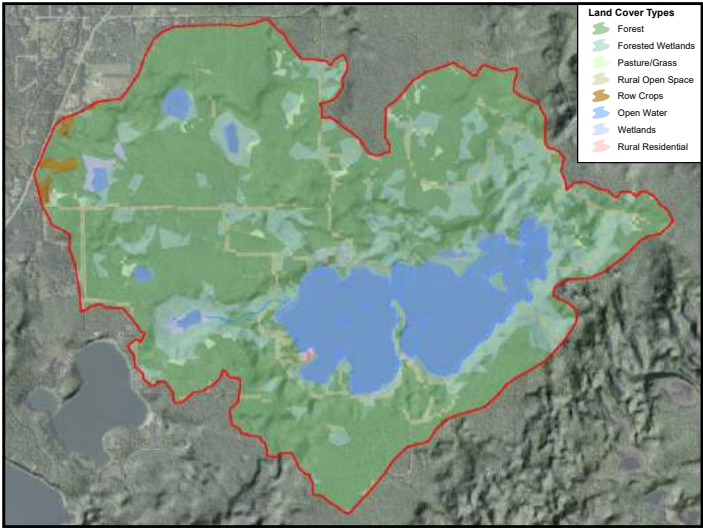 Land Cover Types
Forest
Forested Wetlands
Pasture/Grass
Rural Open Space
Row Crops
Open Water
Wetlands
Rural Residential